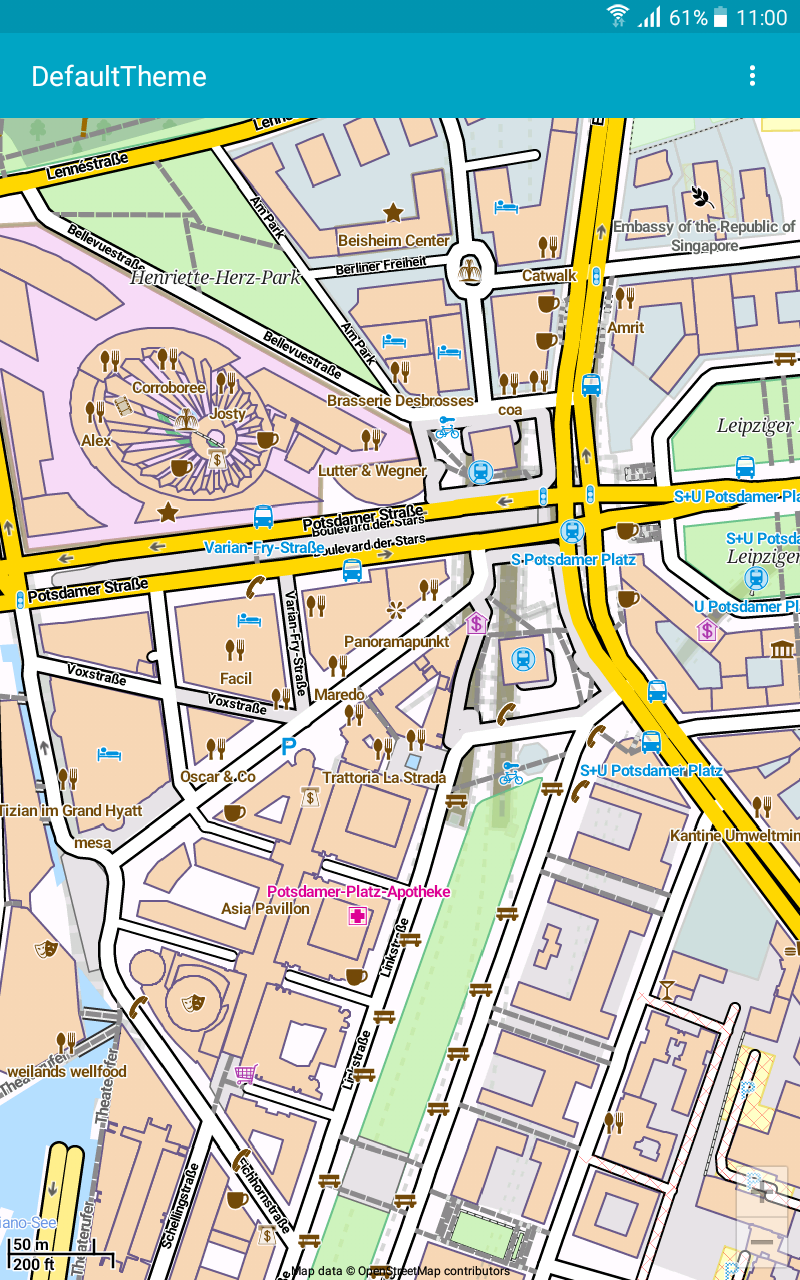 61% 11:00
DefaultTheme
Lennéstraße
Am Park
Embassy of the Republic of
Singapore
Beisheim Center
Bellevuestraße
Henriette-Herz-Park
Berliner Freiheit
Catwalk
Amrit
Am Park
Bellevuestraße
Corroboree
Brasserie Desbrosses
coa
Josty
Alex
Leipziger
Lutter & Wegner
S+U Potsdamer Pla
Potsdamer Straße
Boulevard der Stars
Varian-Fry-Straße
Boulevard der Stars
S Potsdamer Platz
S+U Potsda
Leipziger
Potsdamer Straße
U Potsdamer Pl
Varian-Fry-Straße
Panoramapunkt
Facil
Voxstraße
Maredo
Voxstraße
P
Oscar & Co
Trattoria La Strada
S+U Potsdamer Platz
Tizian im Grand Hyatt
mesa
Kantine Umweltmin
Potsdamer-Platz-Apotheke
Asia Pavillon
Linkstraße
Linkstraße
weilands wellfood
Theaterufer
Theaterufer
Eichhornstraße
Schellingstraße
Theaterufer
iano-See
50 m
200 ft
Map data © OpenStreetMap contributors